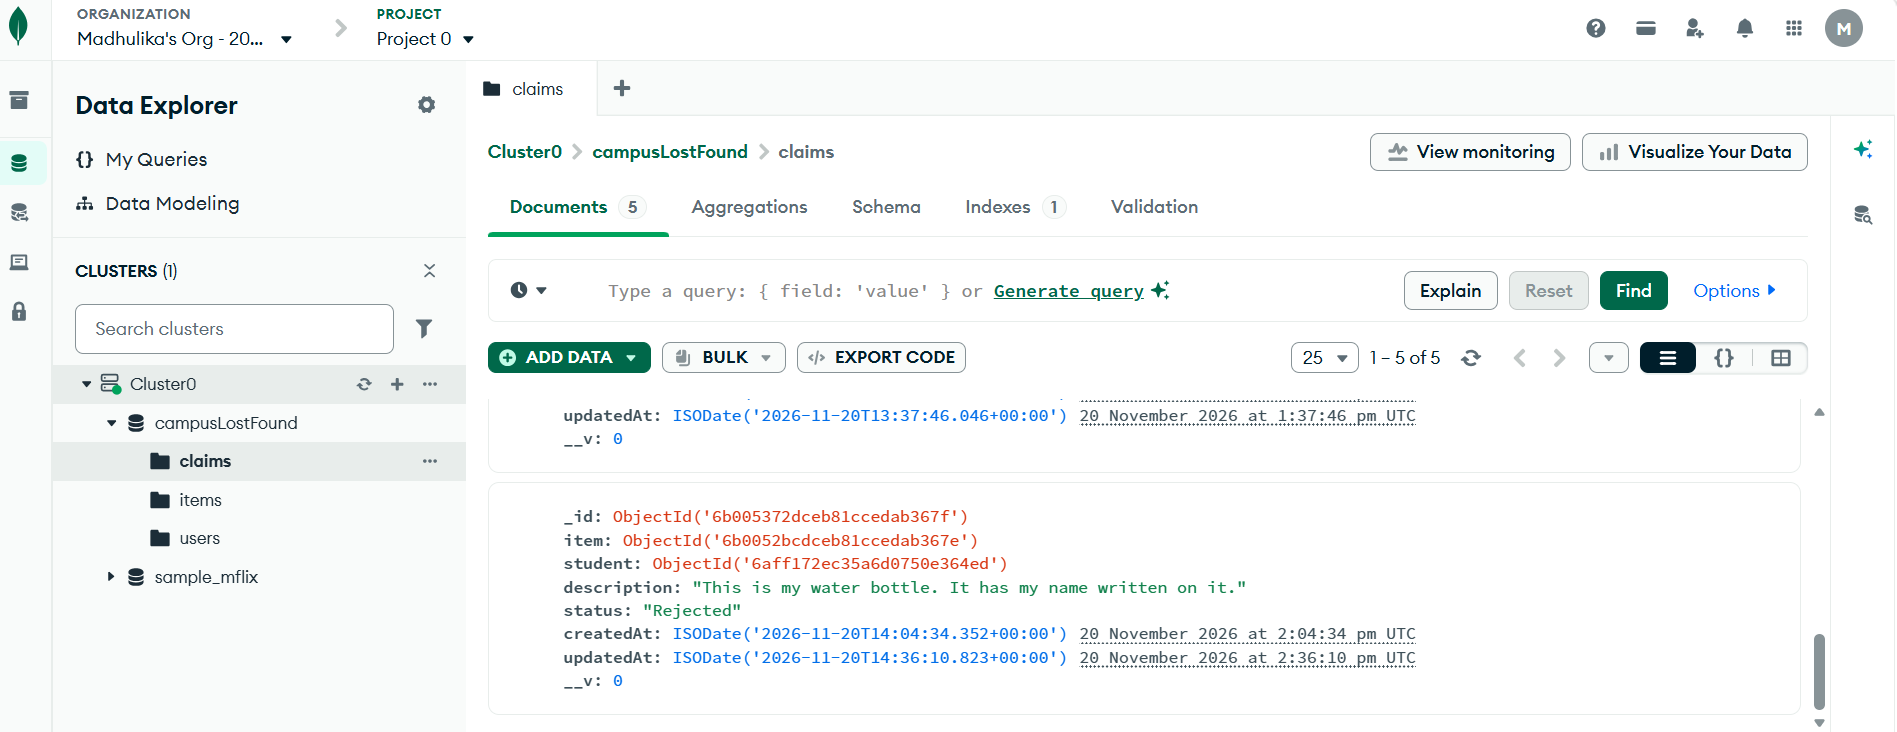 ORGANIZATION
Madhulika's Org - 20...
PROJECT
Project 0
M
Data Explorer
My Queries
Data Modeling
CLUSTERS (1)
Search clusters
Cluster0
campusLostFound
claims
items
users
sample_mflix
claims
Cluster0 > campusLostFound > claims
View monitoring
Visualize Your Data
Documents 5
Aggregations
Schema
Indexes 1
Validation
Type a query: { field: 'value' } or Generate query
Explain
Reset
Find
Options
ADD DATA
BULK
EXPORT CODE
25
1 – 5 of 5
updatedAt: ISODate('2026-11-20T13:37:46.046+00:00') 20 November 2026 at 1:37:46 pm UTC
__v: 0
_id: ObjectId('6b005372dceb81ccedab367f')
item: ObjectId('6b0052bcdceb81ccedab367e')
student: ObjectId('6aff172ec35a6d0750e364ed')
description: "This is my water bottle. It has my name written on it."
status: "Rejected"
createdAt: ISODate('2026-11-20T14:04:34.352+00:00') 20 November 2026 at 2:04:34 pm UTC
updatedAt: ISODate('2026-11-20T14:36:10.823+00:00') 20 November 2026 at 2:36:10 pm UTC
__v: 0